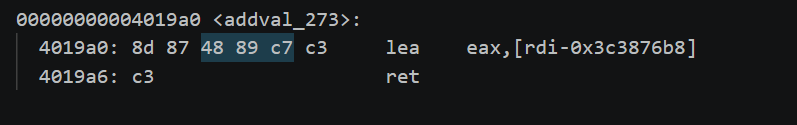 00000000004019a0 <addval_273>:
4019a0: 8d 87 48 89 c7 c3 lea eax,[rdi-0x3c3876b8]
4019a6: c3 ret